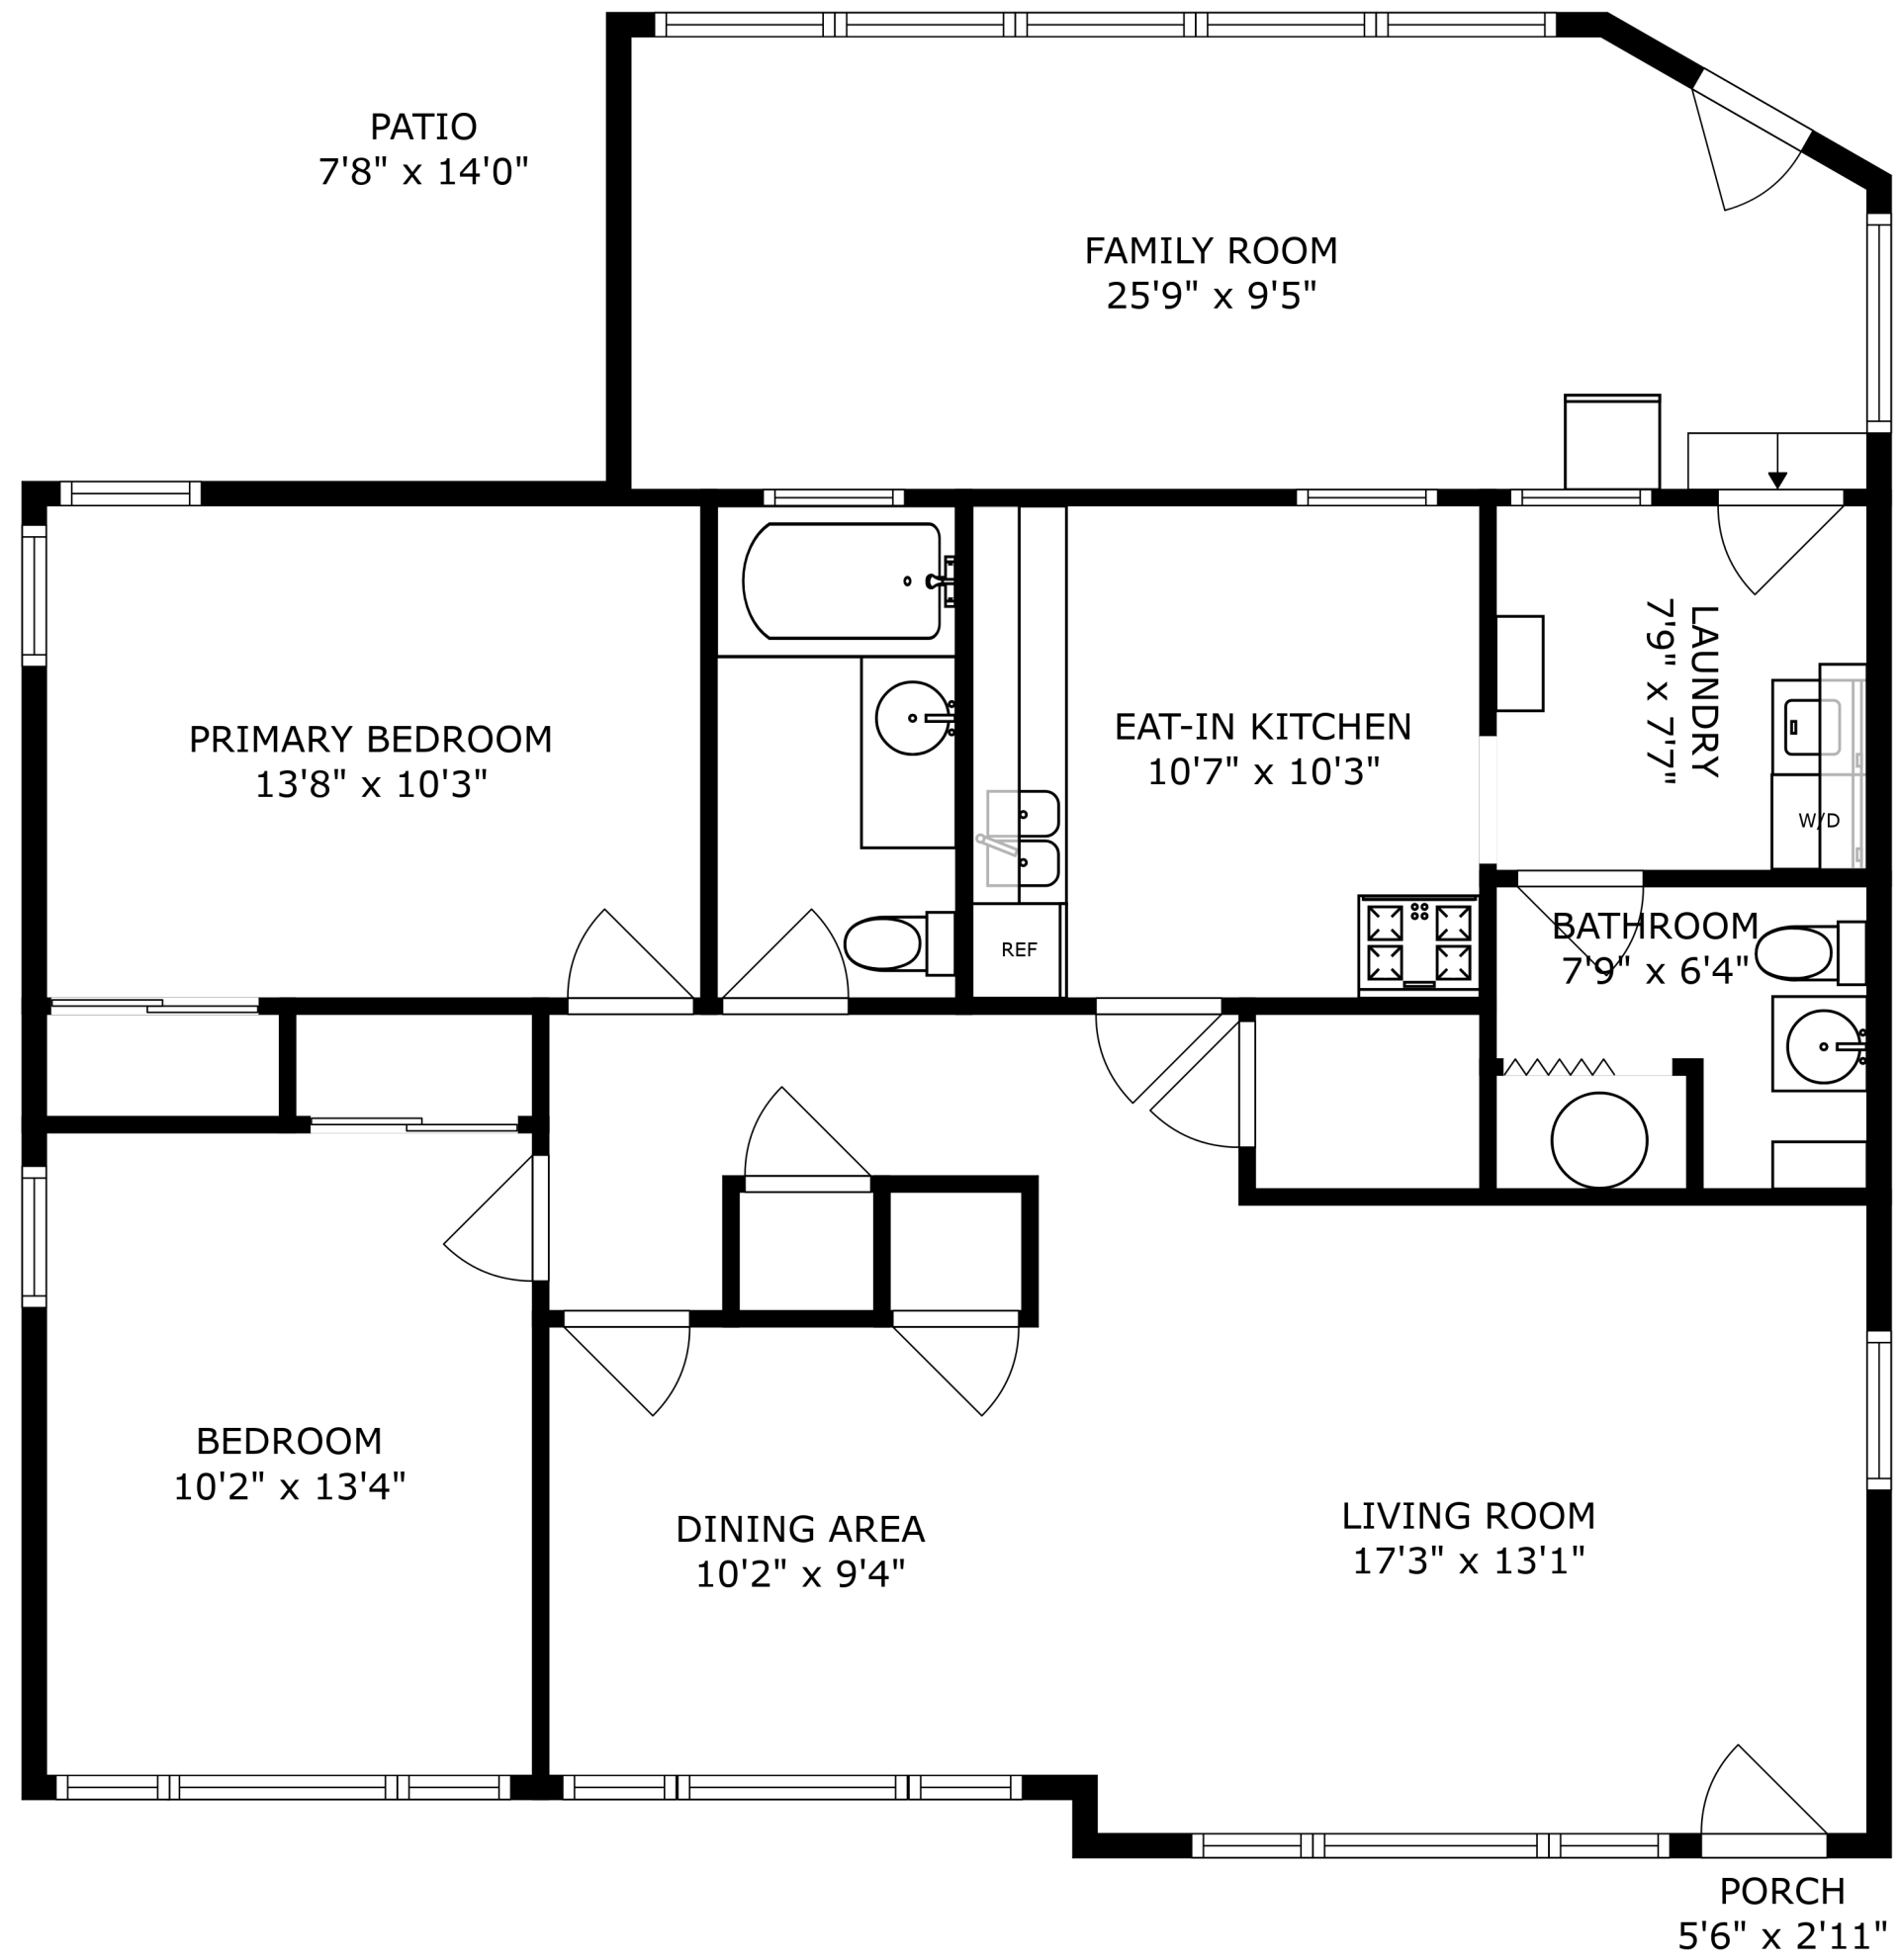 PATIO
7'8" x 14'0"
FAMILY ROOM
25'9" x 9'5"
PRIMARY BEDROOM
13'8" x 10'3"
EAT-IN KITCHEN
10'7" x 10'3"
LAUNDRY
7'9" x 7'7"
W/D
REF
BATHROOM
7'9" x 6'4"
BEDROOM
10'2" x 13'4"
DINING AREA
10'2" x 9'4"
LIVING ROOM
17'3" x 13'1"
PORCH
5'6" x 2'11"